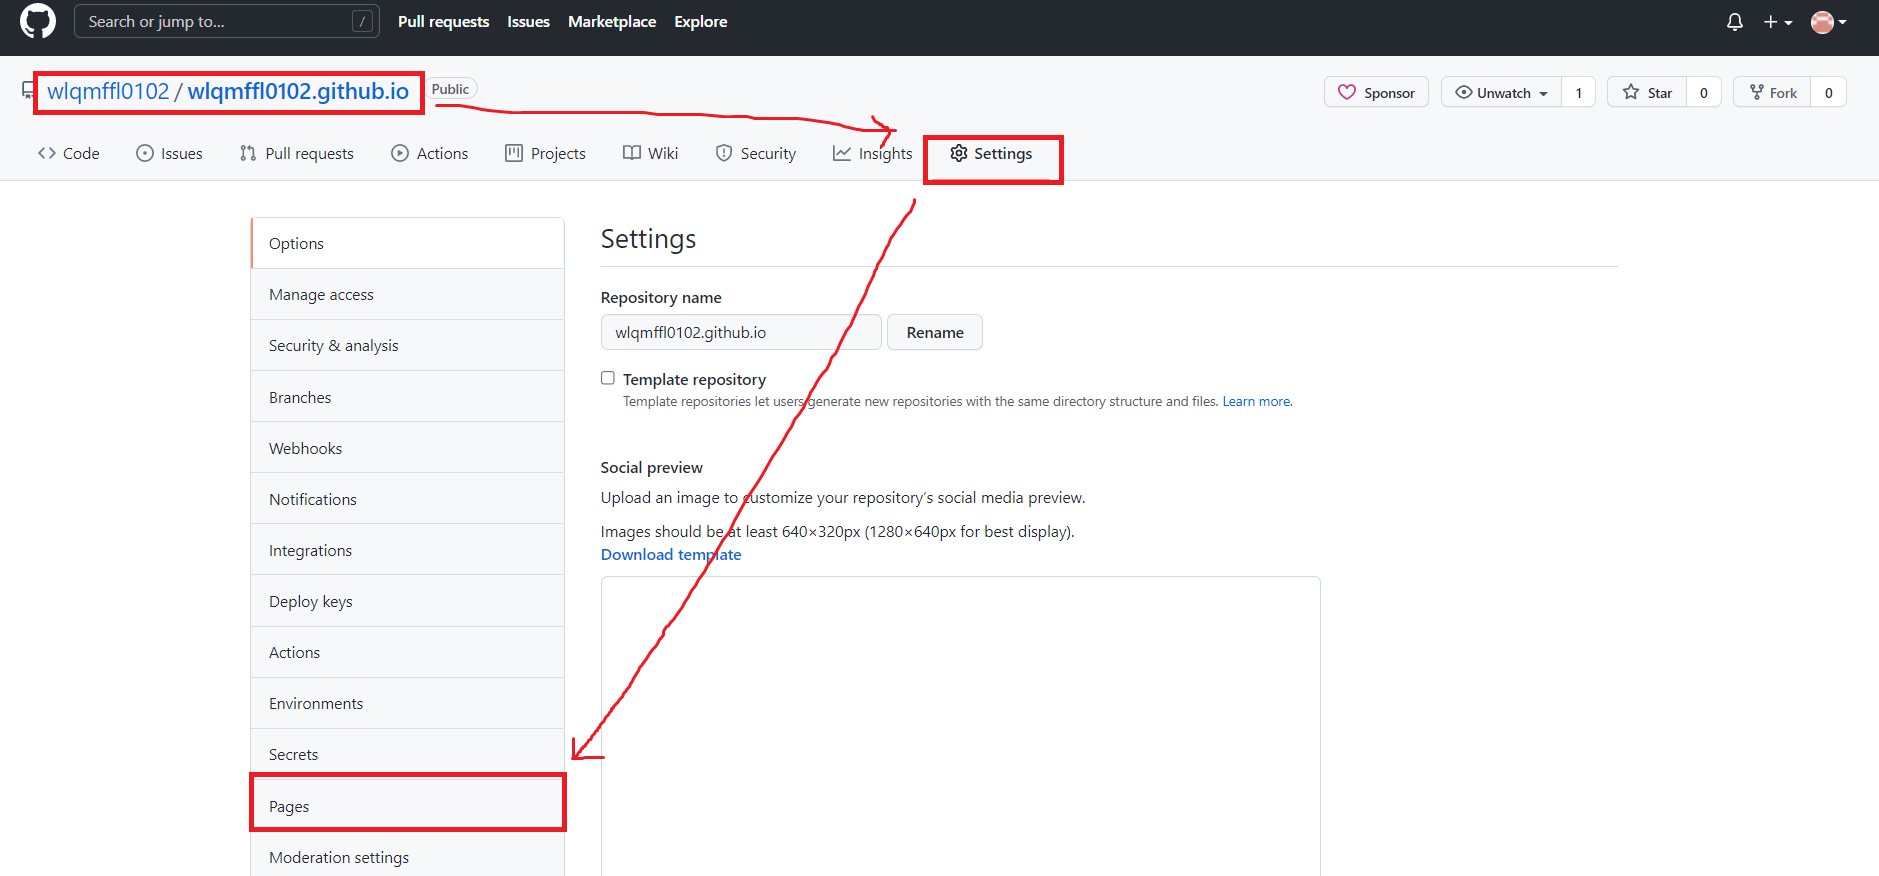 Search or jump to... / Pull requests Issues Marketplace Explore
wlqmffl0102 / wlqmffl0102.github.io Public Sponsor Unwatch 1 Star 0 Fork 0
Code Issues Pull requests Actions Projects Wiki Security Insights Settings
Options
Manage access
Security & analysis
Branches
Webhooks
Notifications
Integrations
Deploy keys
Actions
Environments
Secrets
Pages
Moderation settings
Settings
Repository name
wlqmffl0102.github.io Rename
Template repository
Template repositories let users generate new repositories with the same directory structure and files. Learn more.
Social preview
Upload an image to customize your repository's social media preview.
Images should be at least 640×320px (1280×640px for best display).
Download template